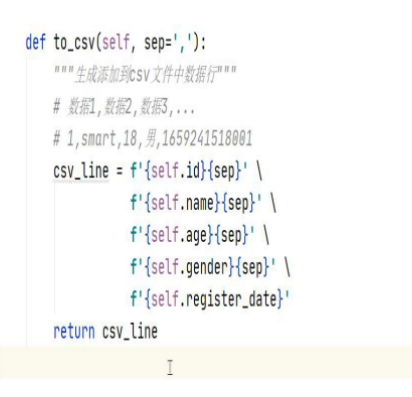 def to_csv(self, sep=','):
    """生成添加到csv文件中数据行"""
    # 数据1,数据2,数据3,...
    # 1,smart,18,男,1659241518001
    csv_line = f'{self.id}{sep}' \
               f'{self.name}{sep}' \
               f'{self.age}{sep}' \
               f'{self.gender}{sep}' \
               f'{self.register_date}'
    return csv_line